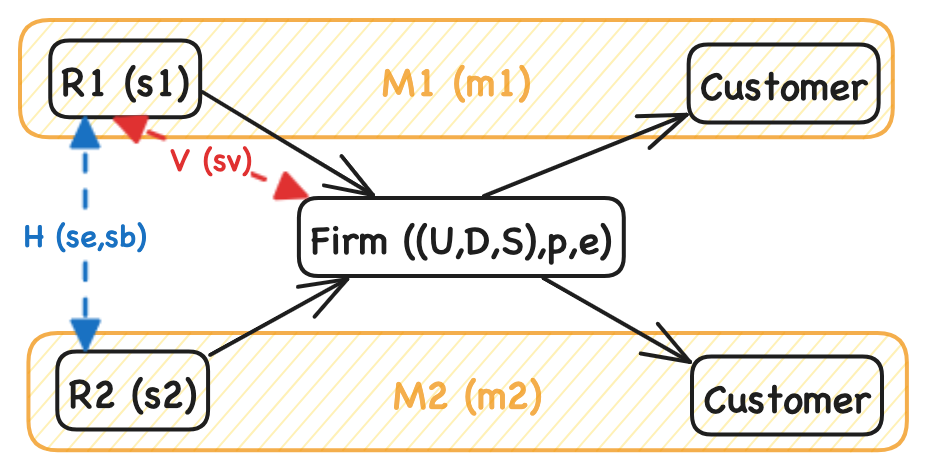 R1 (s1)
M1 (m1)
Customer
V (sv)
H (se,sb)
Firm ((U,D,S),p,e)
R2 (s2)
M2 (m2)
Customer